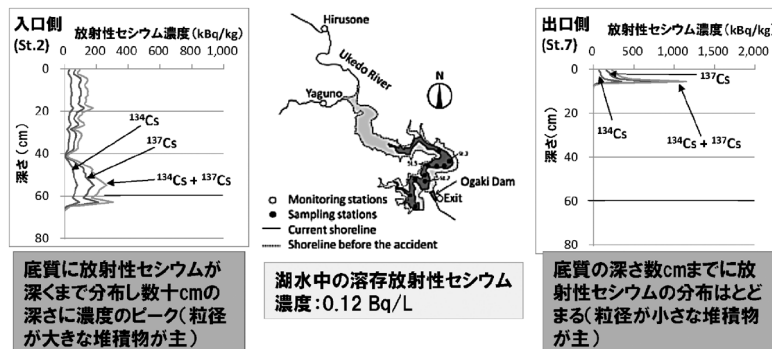 入口側
(St.2)
放射性セシウム濃度(kBq/kg)
0 200 400 600 800 1,000
0
20
40
60
80
深さ(cm)
¹³⁴Cs
¹³⁷Cs
¹³⁴Cs + ¹³⁷Cs
底質に放射性セシウムが
深くまで分布し数十cmの
深さに濃度のピーク(粒径
が大きな堆積物が主)
Hirusone
Ukedo River
Yaguno
N
Ogaki Dam
Exit
Monitoring stations
Sampling stations
Current shoreline
Shoreline before the accident
湖水中の溶存放射性セシウム
濃度:0.12 Bq/L
出口側
(St.7)
放射性セシウム濃度(kBq/kg)
0 500 1,000 1,500 2,000
0
20
40
60
80
深さ(cm)
¹³⁷Cs
¹³⁴Cs
¹³⁴Cs + ¹³⁷Cs
底質の深さ数cmまでに放
射性セシウムの分布はとど
まる(粒径が小さな堆積物
が主)